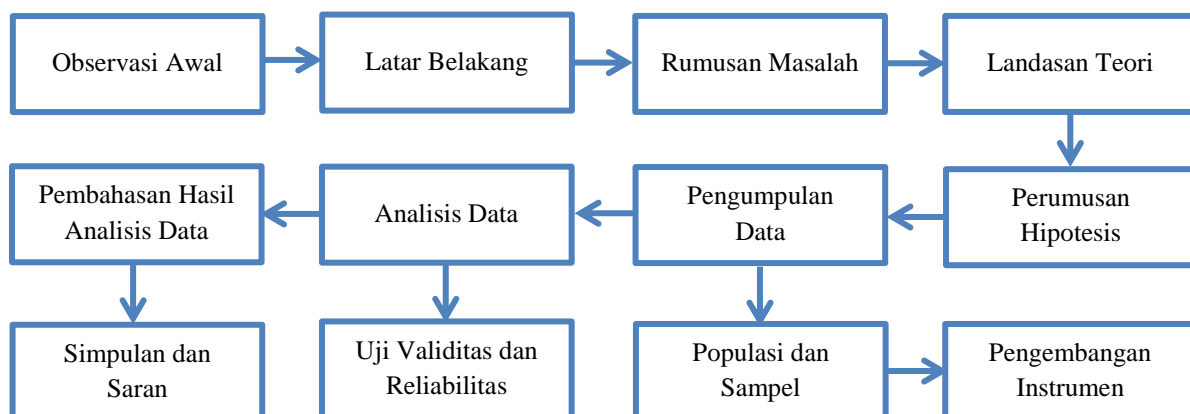 Observasi Awal
Latar Belakang
Rumusan Masalah
Landasan Teori
Pembahasan Hasil
Analisis Data
Analisis Data
Pengumpulan
Data
Perumusan
Hipotesis
Simpulan dan
Saran
Uji Validitas dan
Reliabilitas
Populasi dan
Sampel
Pengembangan
Instrumen